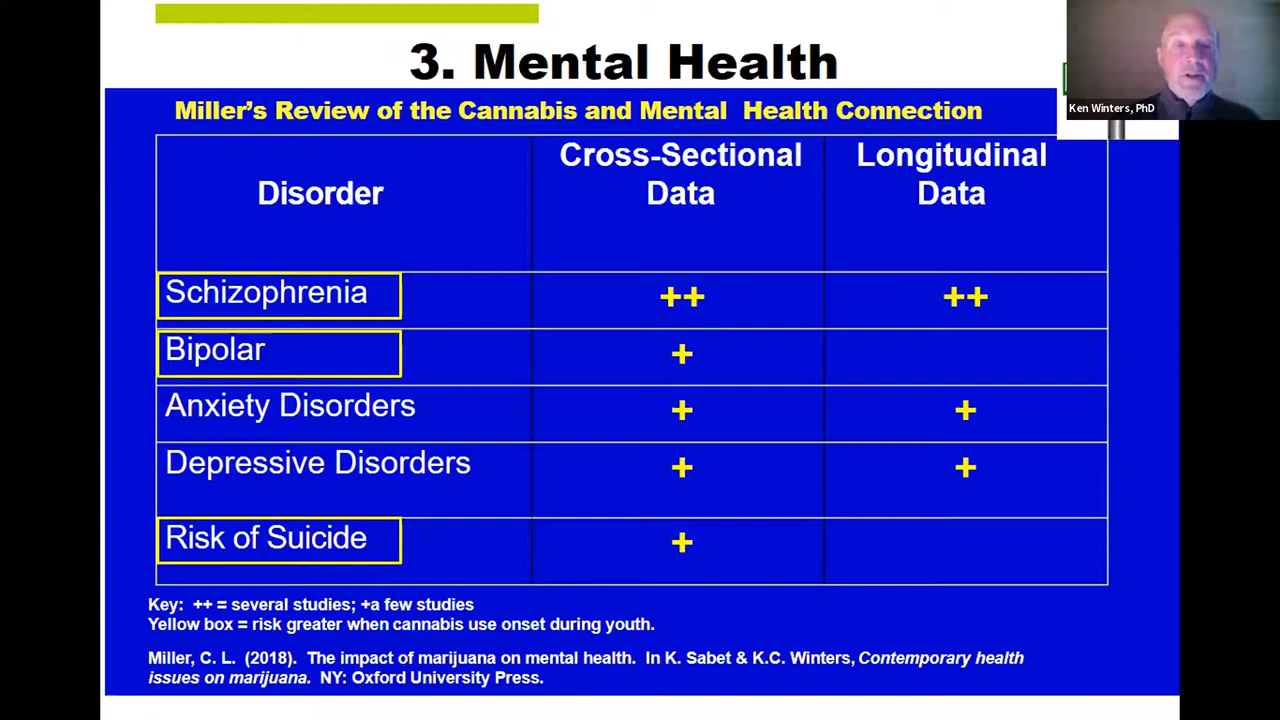 3. Mental Health
Ken Winters, PhD
Miller's Review of the Cannabis and Mental Health Connection
Disorder
Cross-Sectional
Data
Longitudinal
Data
Schizophrenia ++ ++
Bipolar +
Anxiety Disorders + +
Depressive Disorders + +
Risk of Suicide +
Key: ++ = several studies; +a few studies
Yellow box = risk greater when cannabis use onset during youth.
Miller, C. L. (2018). The impact of marijuana on mental health. In K. Sabet & K.C. Winters, Contemporary health
issues on marijuana. NY: Oxford University Press.